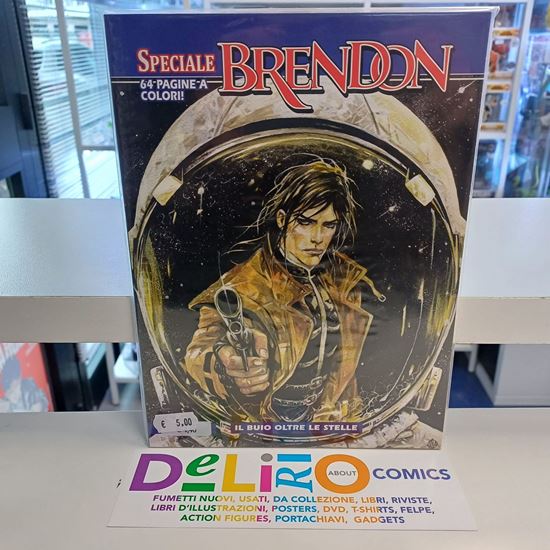 SPECIALE
BRENDON
64 PAGINE A
COLORI!
IL BUIO OLTRE LE STELLE
€ 5,00
DeLiRiO
ABOUT
COMICS
FUMETTI NUOVI, USATI, DA COLLEZIONE, LIBRI, RIVISTE,
LIBRI D'ILLUSTRAZIONI, POSTERS, DVD, T-SHIRTS, FELPE,
ACTION FIGURES, PORTACHIAVI, GADGETS